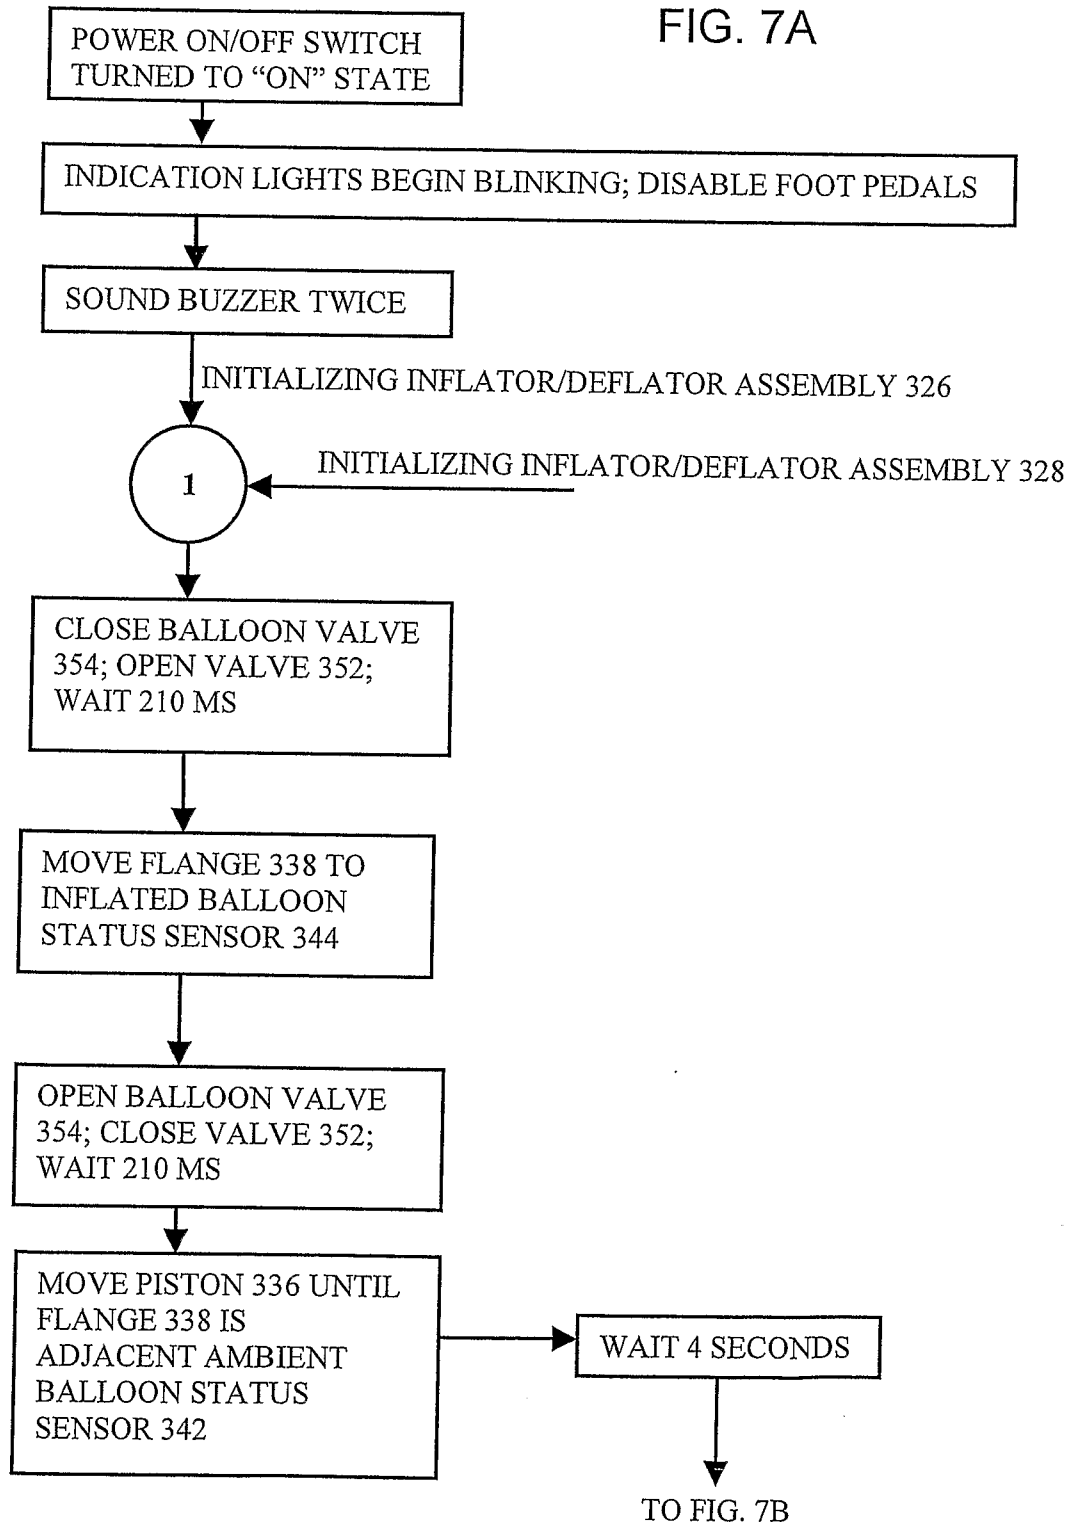 FIG. 7A
POWER ON/OFF SWITCH
TURNED TO “ON” STATE
INDICATION LIGHTS BEGIN BLINKING; DISABLE FOOT PEDALS
SOUND BUZZER TWICE
INITIALIZING INFLATOR/DEFLATOR ASSEMBLY 326
INITIALIZING INFLATOR/DEFLATOR ASSEMBLY 328
1
CLOSE BALLOON VALVE
354; OPEN VALVE 352;
WAIT 210 MS
MOVE FLANGE 338 TO
INFLATED BALLOON
STATUS SENSOR 344
OPEN BALLOON VALVE
354; CLOSE VALVE 352;
WAIT 210 MS
MOVE PISTON 336 UNTIL
FLANGE 338 IS
ADJACENT AMBIENT
BALLOON STATUS
SENSOR 342
WAIT 4 SECONDS
TO FIG. 7B